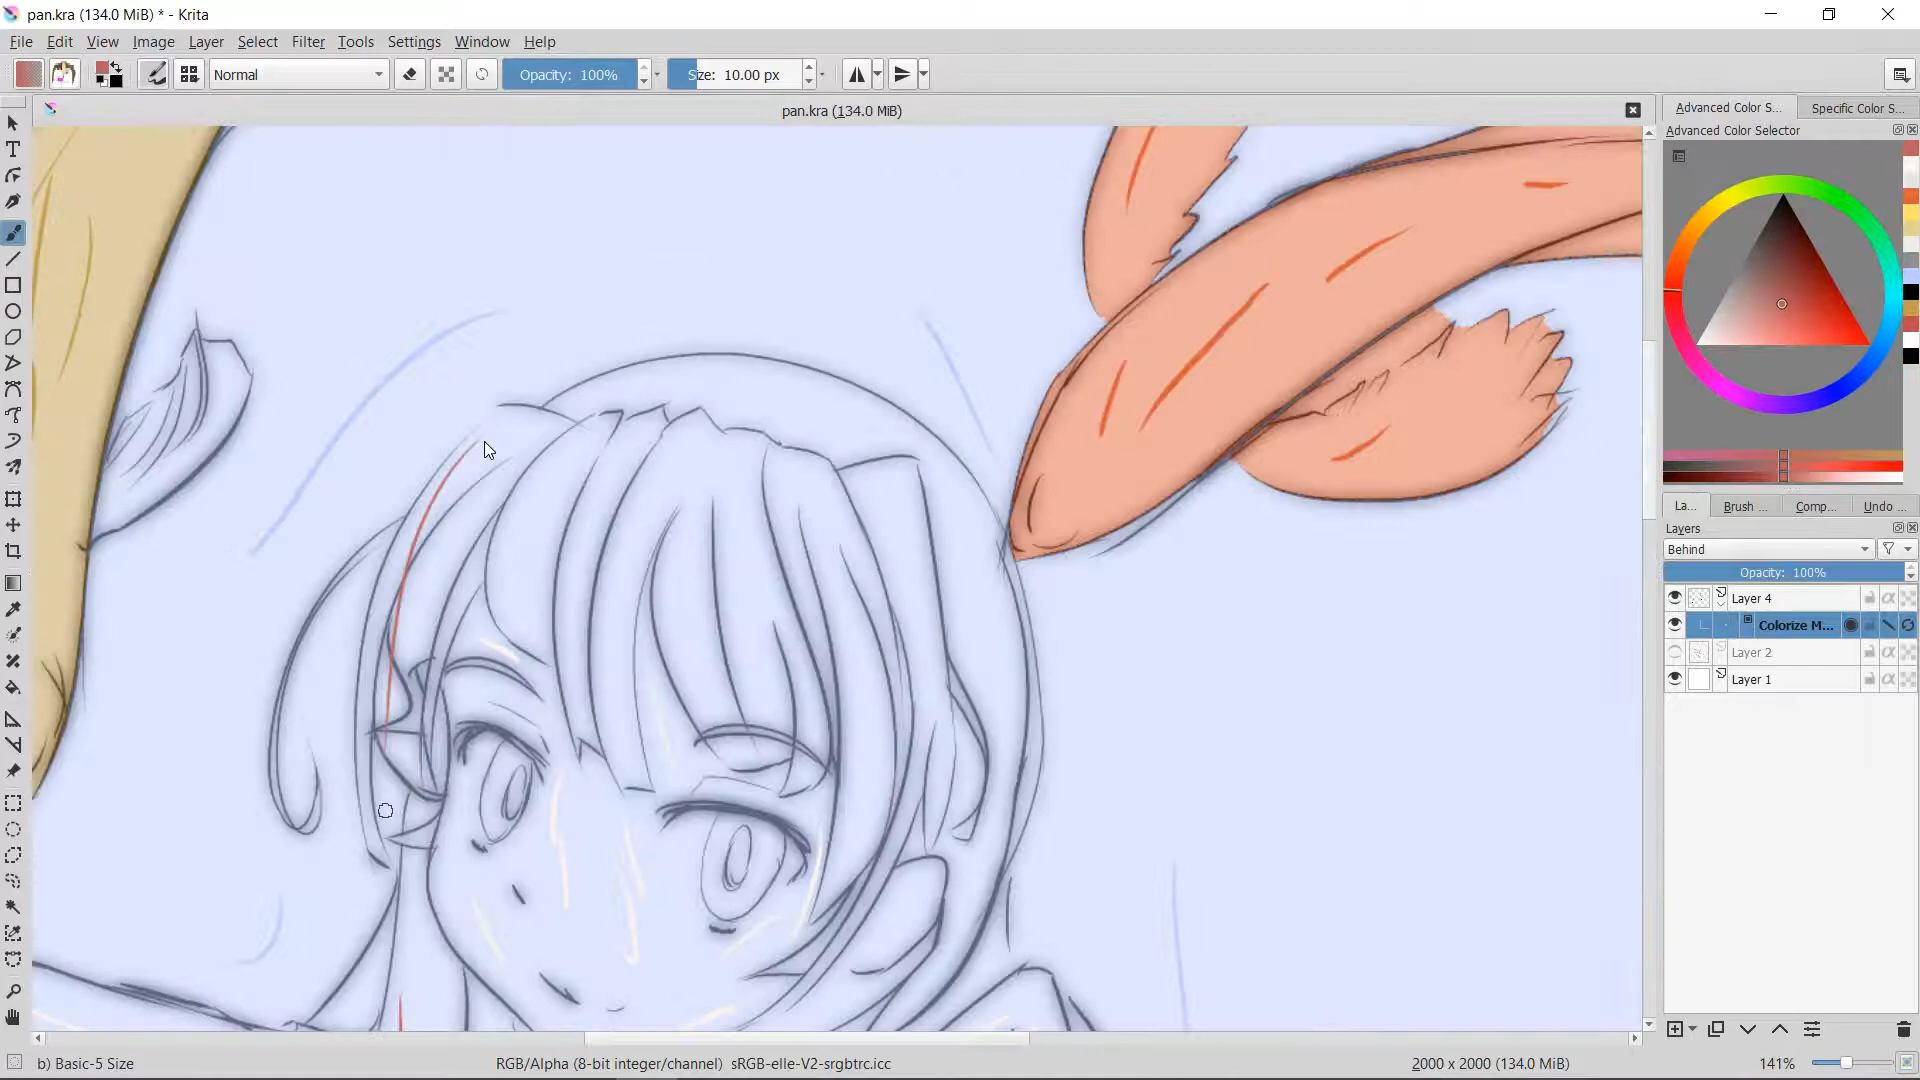 pan.kra (134.0 MiB) * - Krita
File Edit View Image Layer Select Filter Tools Settings Window Help
Normal Opacity: 100% Size: 10.00 px
pan.kra (134.0 MiB)
Advanced Color S... Specific Color S...
Advanced Color Selector
La... Brush ... Comp... Undo ...
Layers
Behind
Opacity: 100%
Layer 4
Colorize M...
Layer 2
Layer 1
b) Basic-5 Size RGB/Alpha (8-bit integer/channel) sRGB-elle-V2-srgbtrc.icc 2000 x 2000 (134.0 MiB) 141%